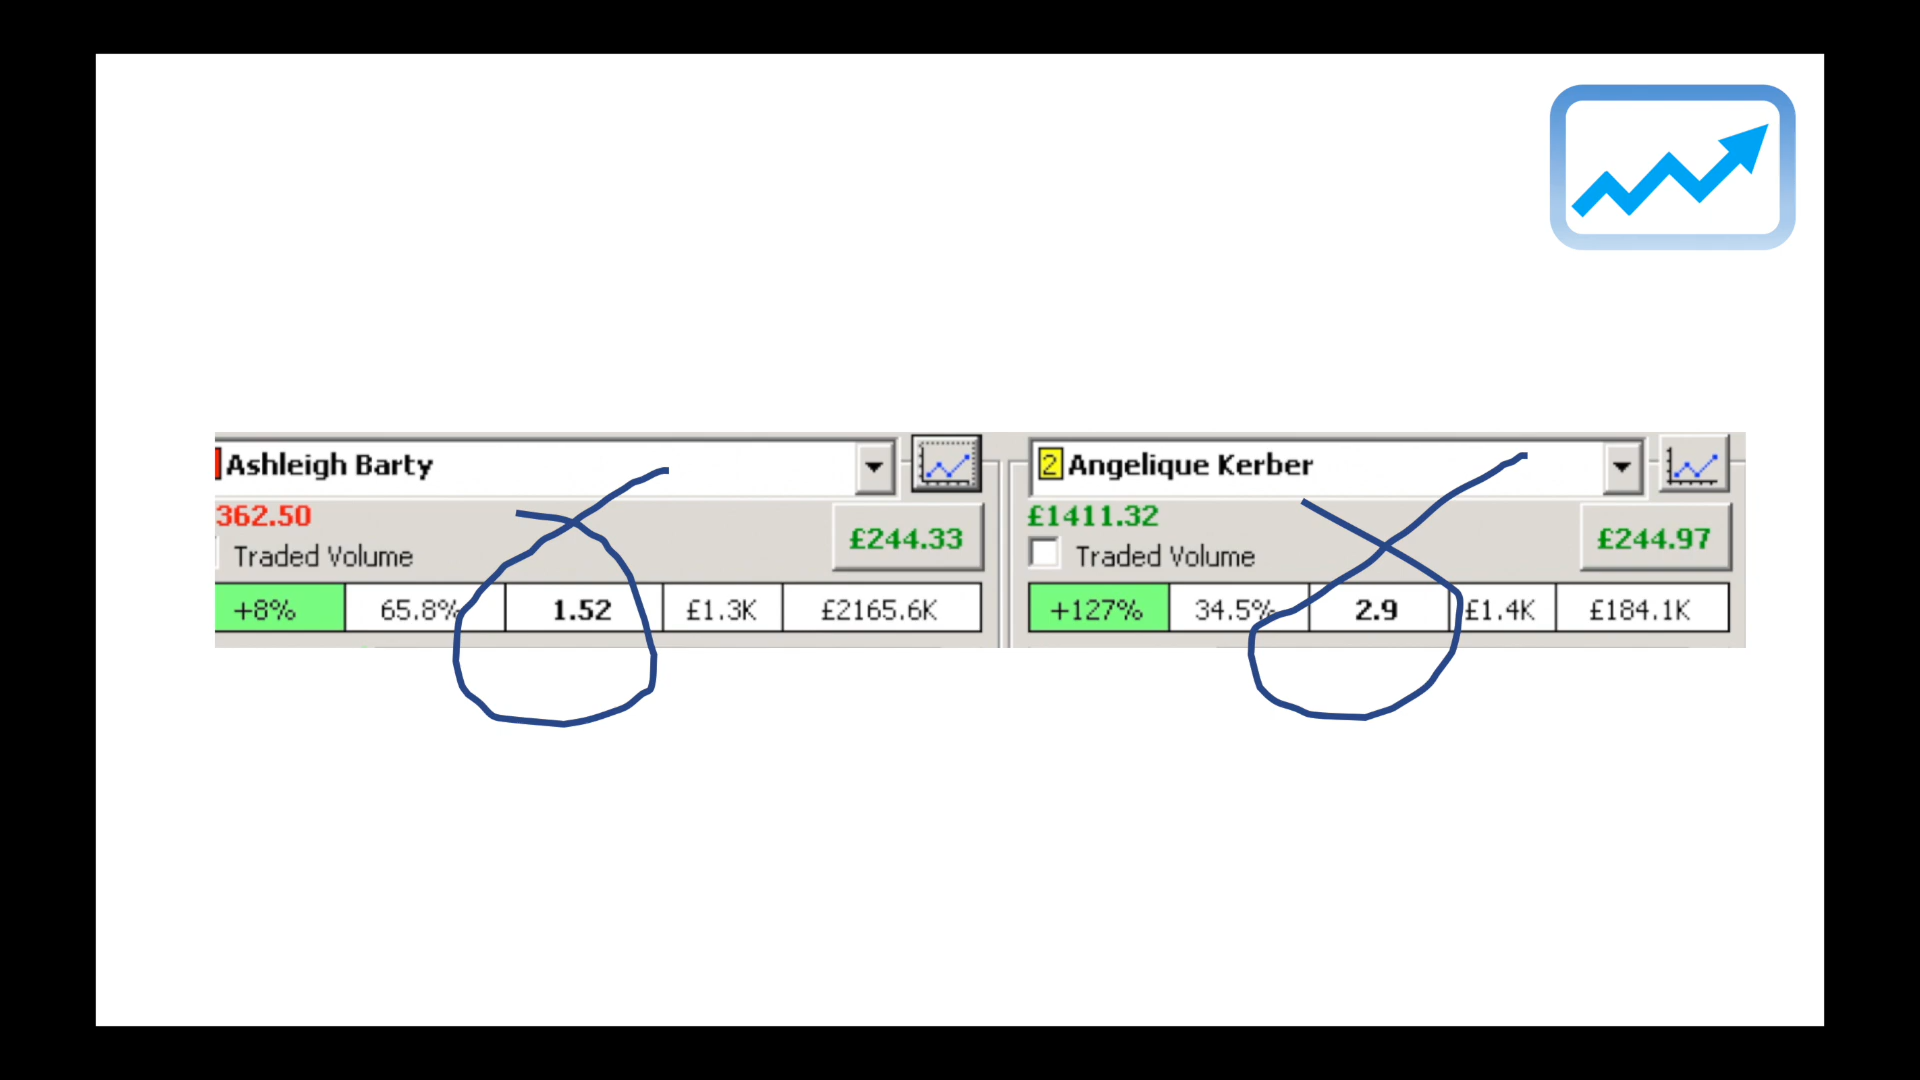 Ashleigh Barty
362.50
£244.33
Traded Volume
+8% 65.8% 1.52 £1.3K £2165.6K
2 Angelique Kerber
£1411.32
£244.97
Traded Volume
+127% 34.5% 2.9 £1.4K £184.1K